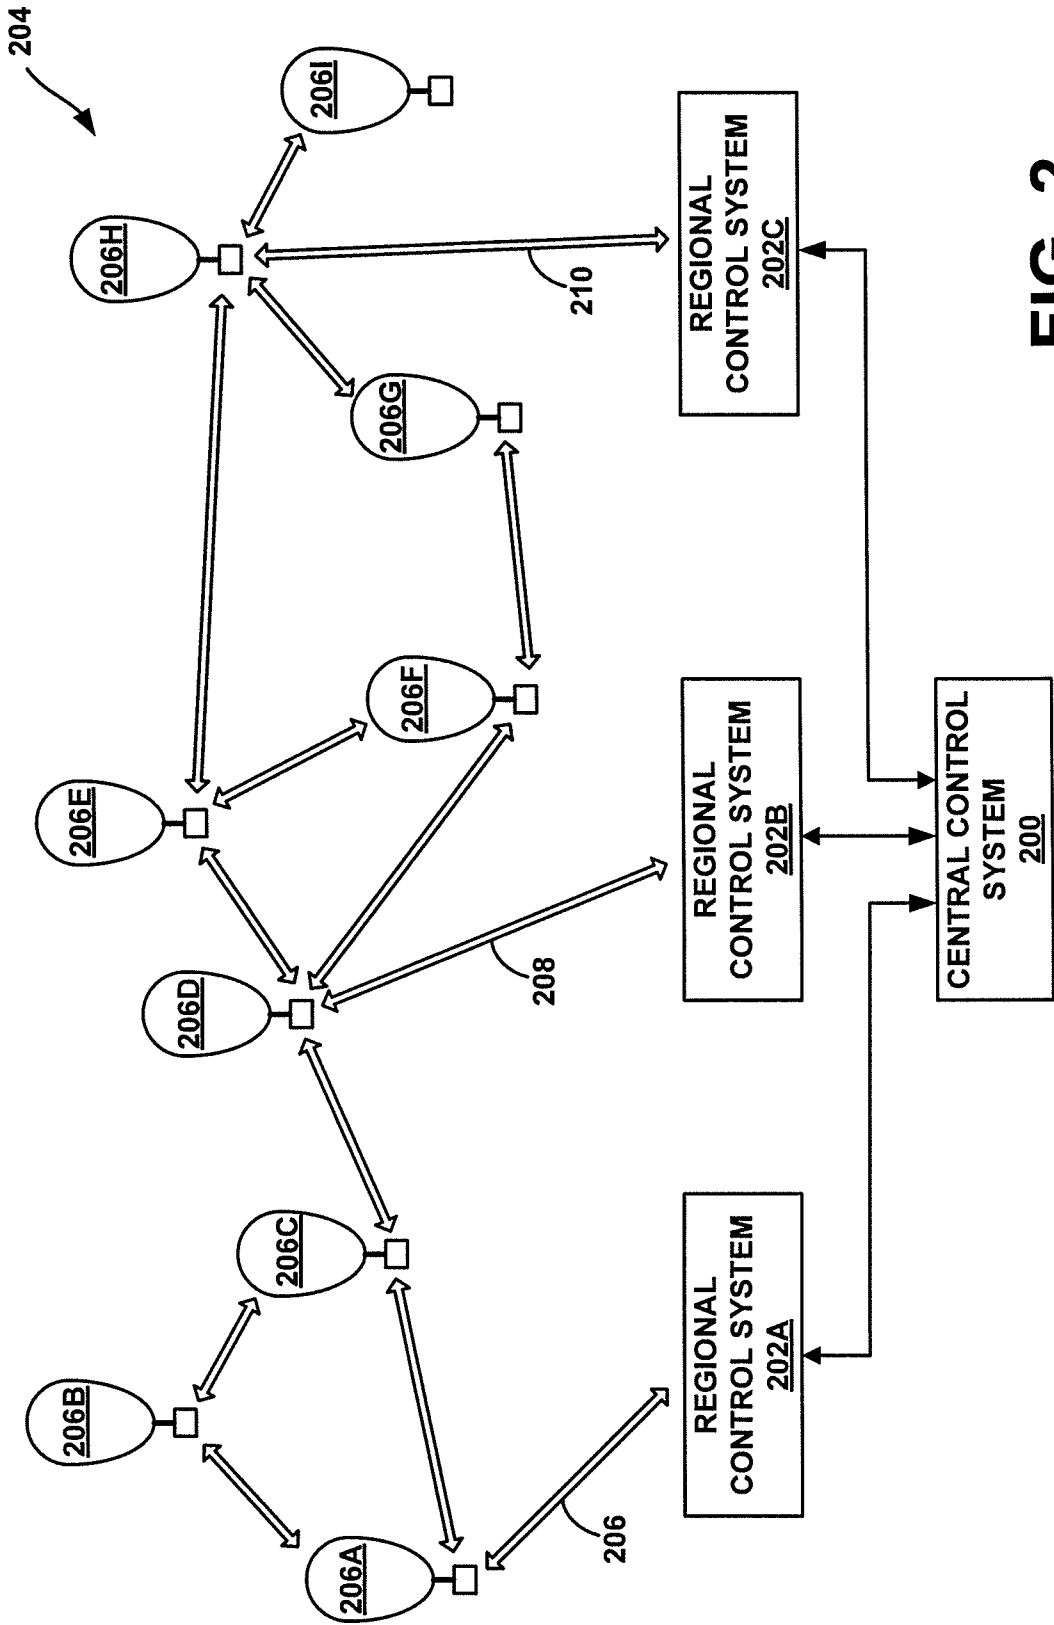 204
206B
206E
206H
206I
206D
206C
206F
206G
206A
206
208
210
REGIONAL
CONTROL SYSTEM
202A
REGIONAL
CONTROL SYSTEM
202B
REGIONAL
CONTROL SYSTEM
202C
CENTRAL CONTROL
SYSTEM
200
FIG. 2